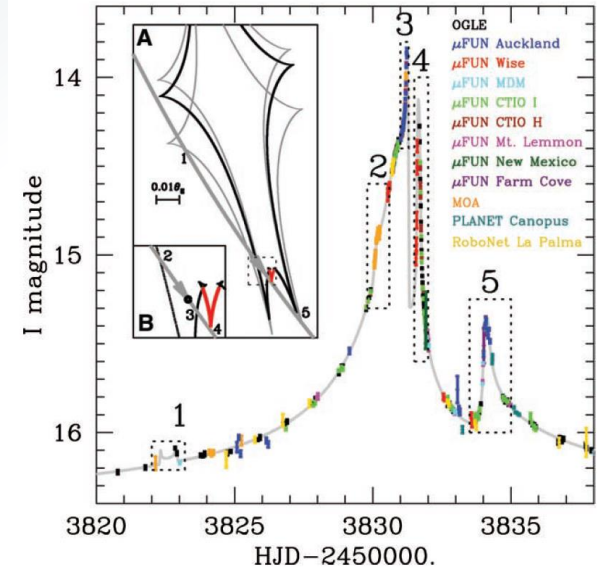 A
1
0.01θE
B
2
3
4
5
1
2
3
4
5
OGLE
μFUN Auckland
μFUN Wise
μFUN MDM
μFUN CTIO I
μFUN CTIO H
μFUN Mt. Lemmon
μFUN New Mexico
μFUN Farm Cove
MOA
PLANET Canopus
RoboNet La Palma
I magnitude
14
15
16
3820 3825 3830 3835
HJD−2450000.